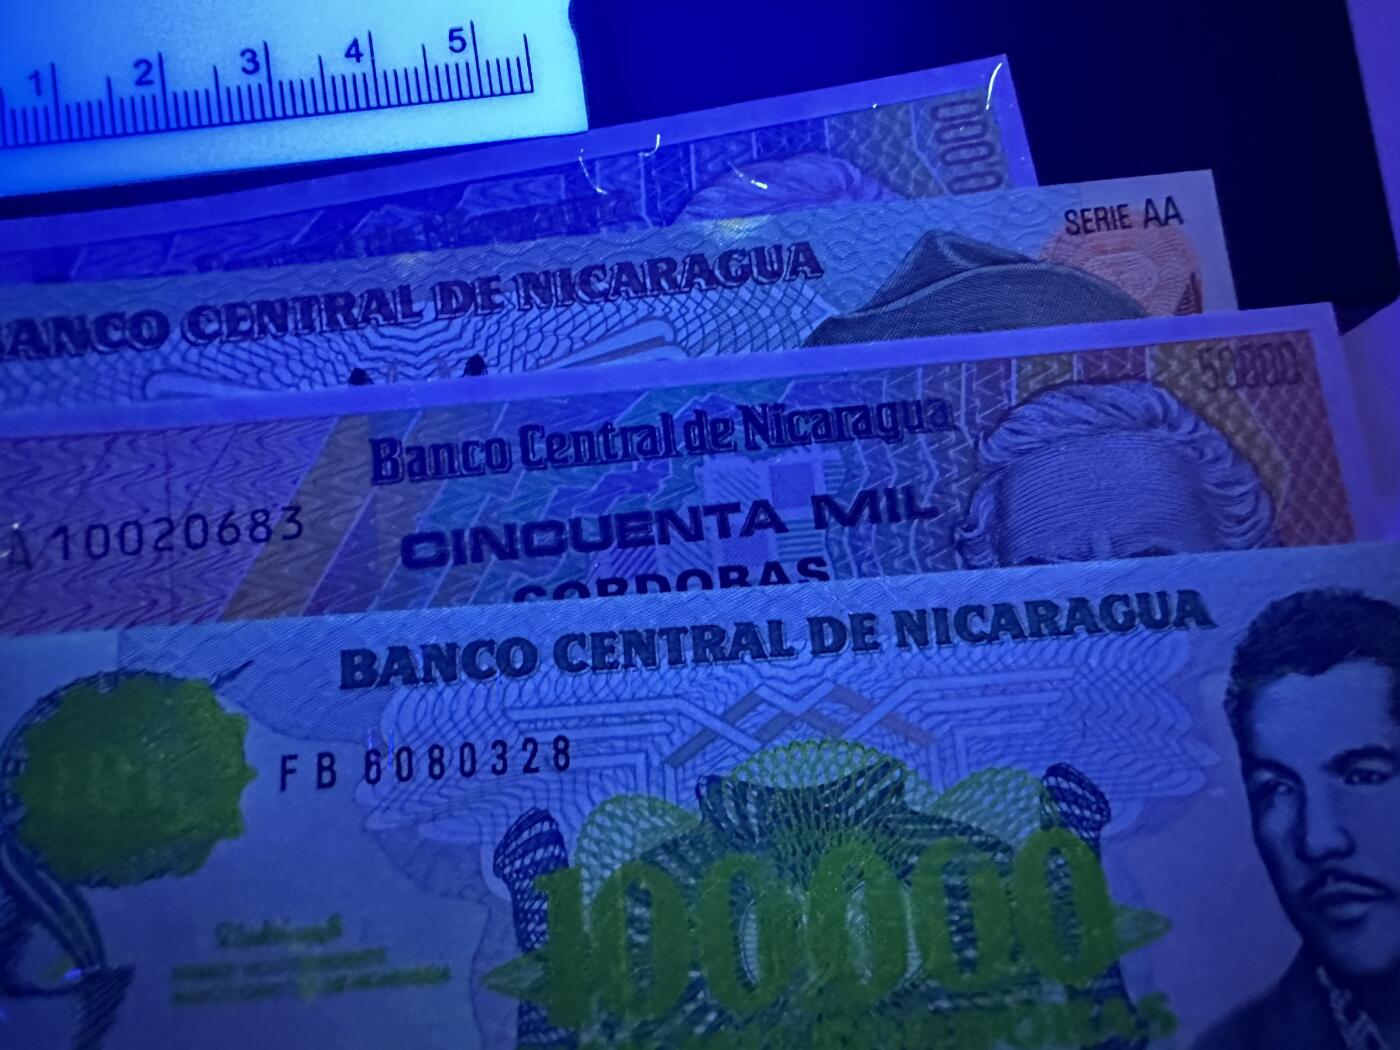 1 2 3 4 5
0000
SERIE AA
BANCO CENTRAL DE NICARAGUA
50000
Banco Central de Nicaragua
A 10020683
CINCUENTA MIL
CORDOBAS
BANCO CENTRAL DE NICARAGUA
FB 6080328
100000